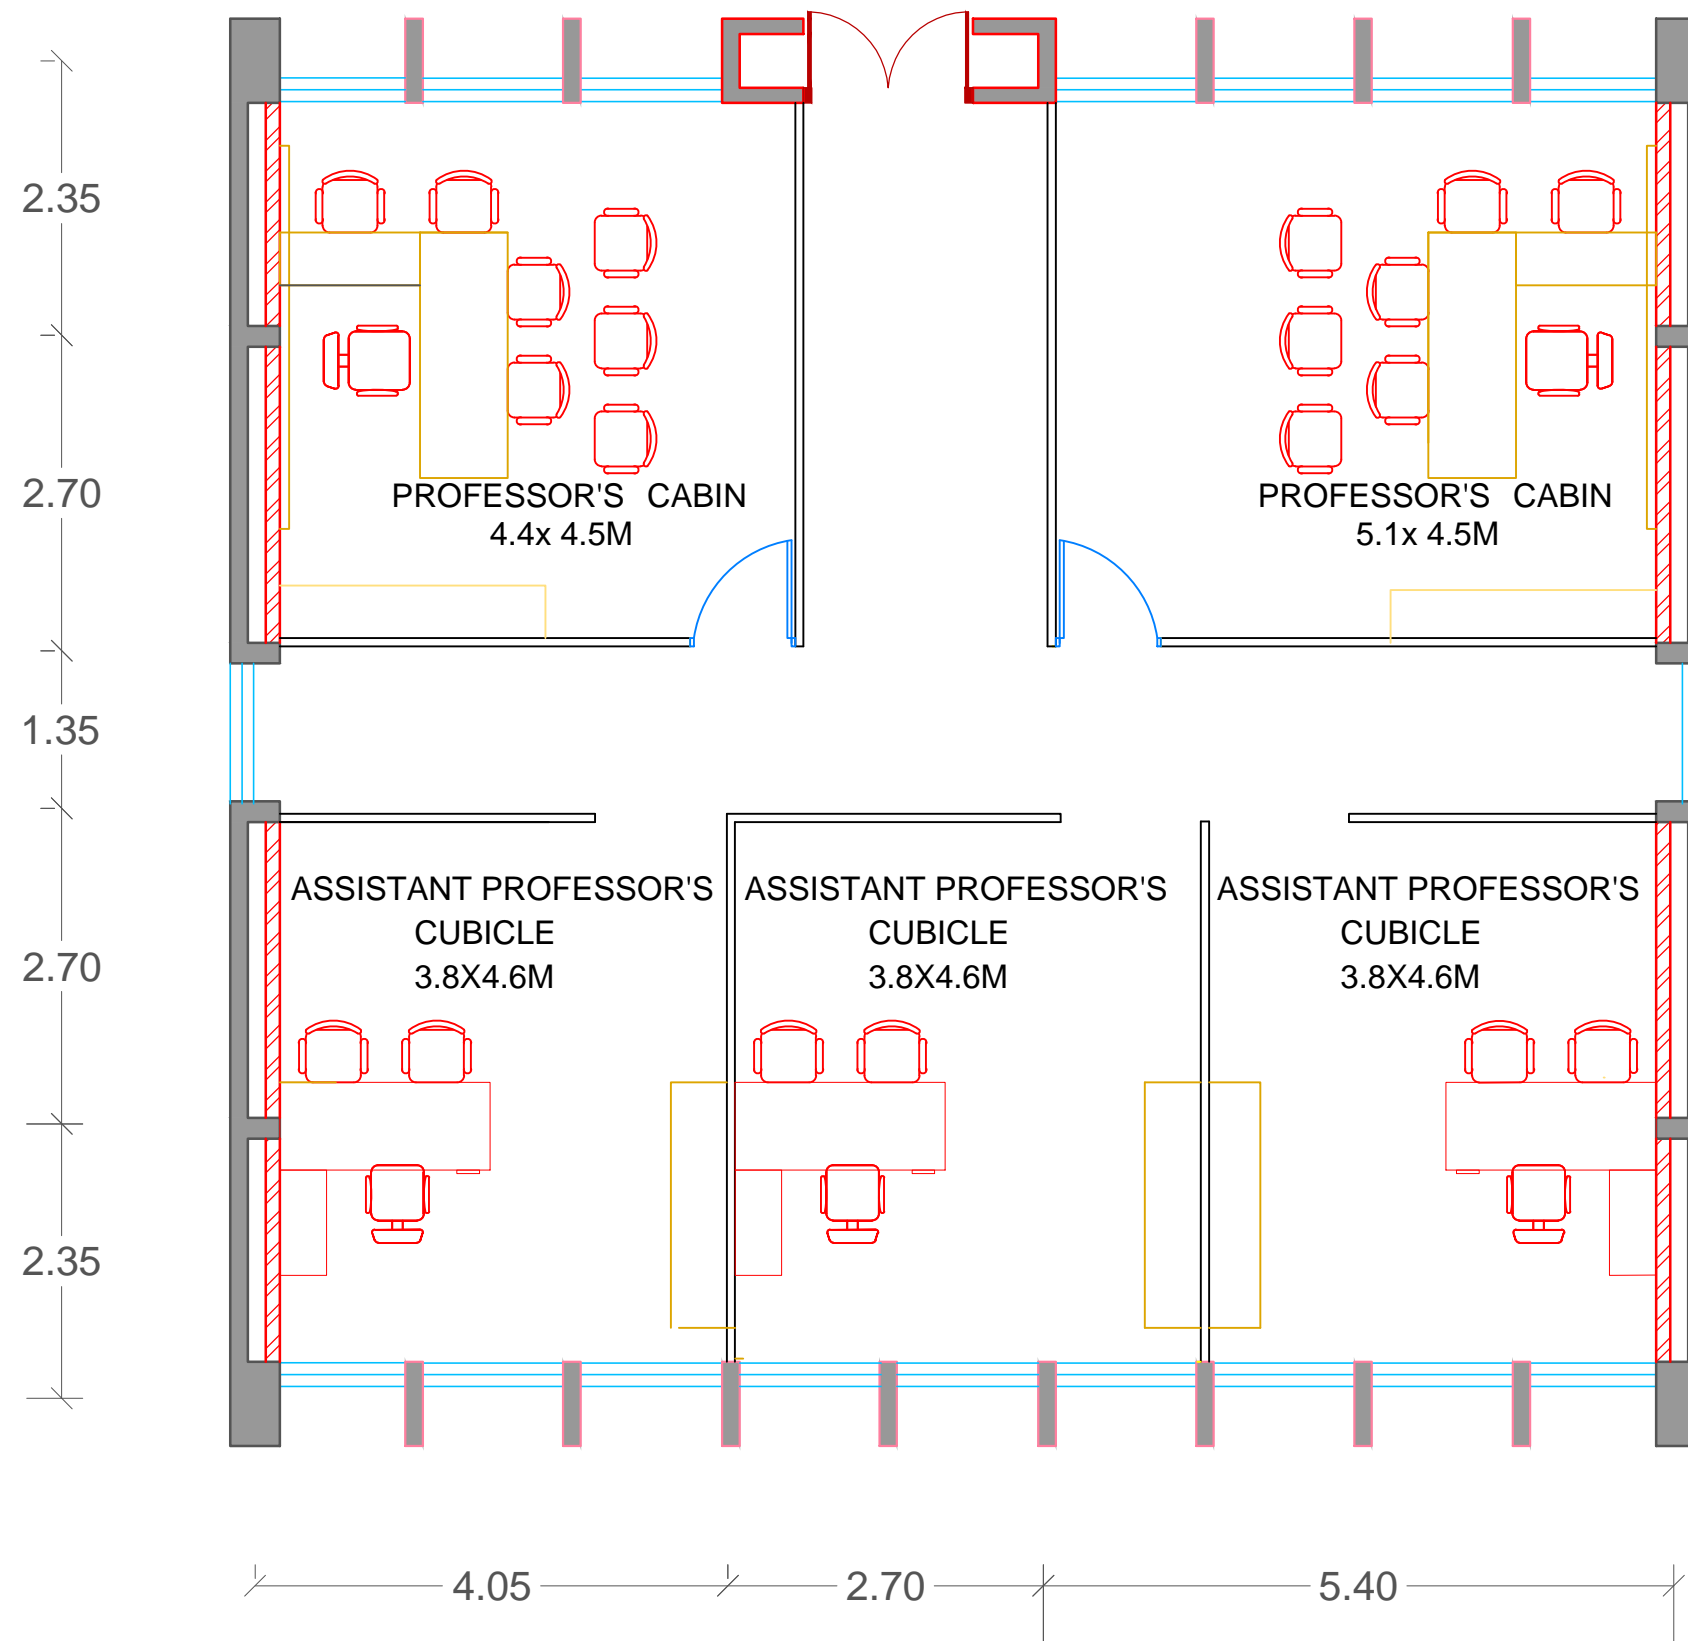 2.35
2.70
1.35
2.70
2.35
PROFESSOR'S CABIN
4.4x 4.5M
PROFESSOR'S CABIN
5.1x 4.5M
ASSISTANT PROFESSOR'S
CUBICLE
3.8X4.6M
ASSISTANT PROFESSOR'S
CUBICLE
3.8X4.6M
ASSISTANT PROFESSOR'S
CUBICLE
3.8X4.6M
4.05
2.70
5.40